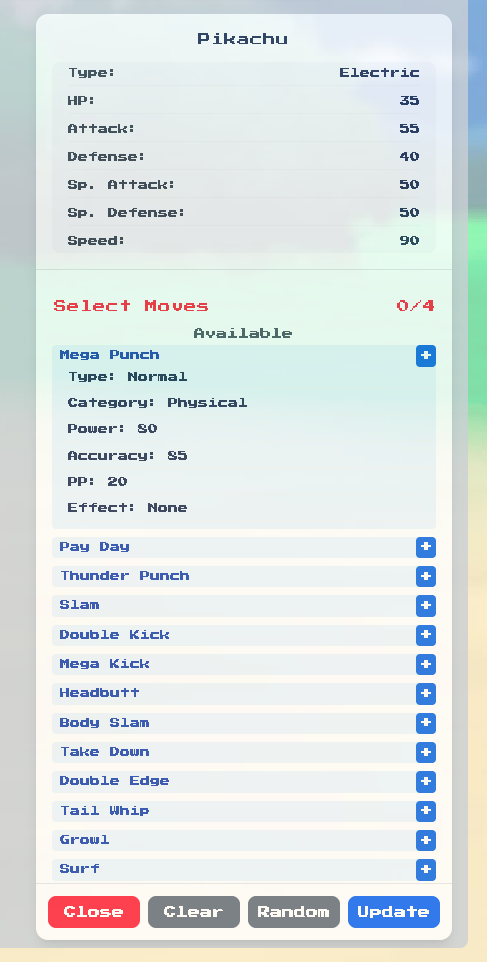 Pikachu
Type: Electric
HP: 35
Attack: 55
Defense: 40
Sp. Attack: 50
Sp. Defense: 50
Speed: 90
Select Moves 0/4
Available
Mega Punch +
Type: Normal
Category: Physical
Power: 80
Accuracy: 85
PP: 20
Effect: None
Pay Day +
Thunder Punch +
Slam +
Double Kick +
Mega Kick +
Headbutt +
Body Slam +
Take Down +
Double Edge +
Tail Whip +
Growl +
Surf +
Close Clear Random Update